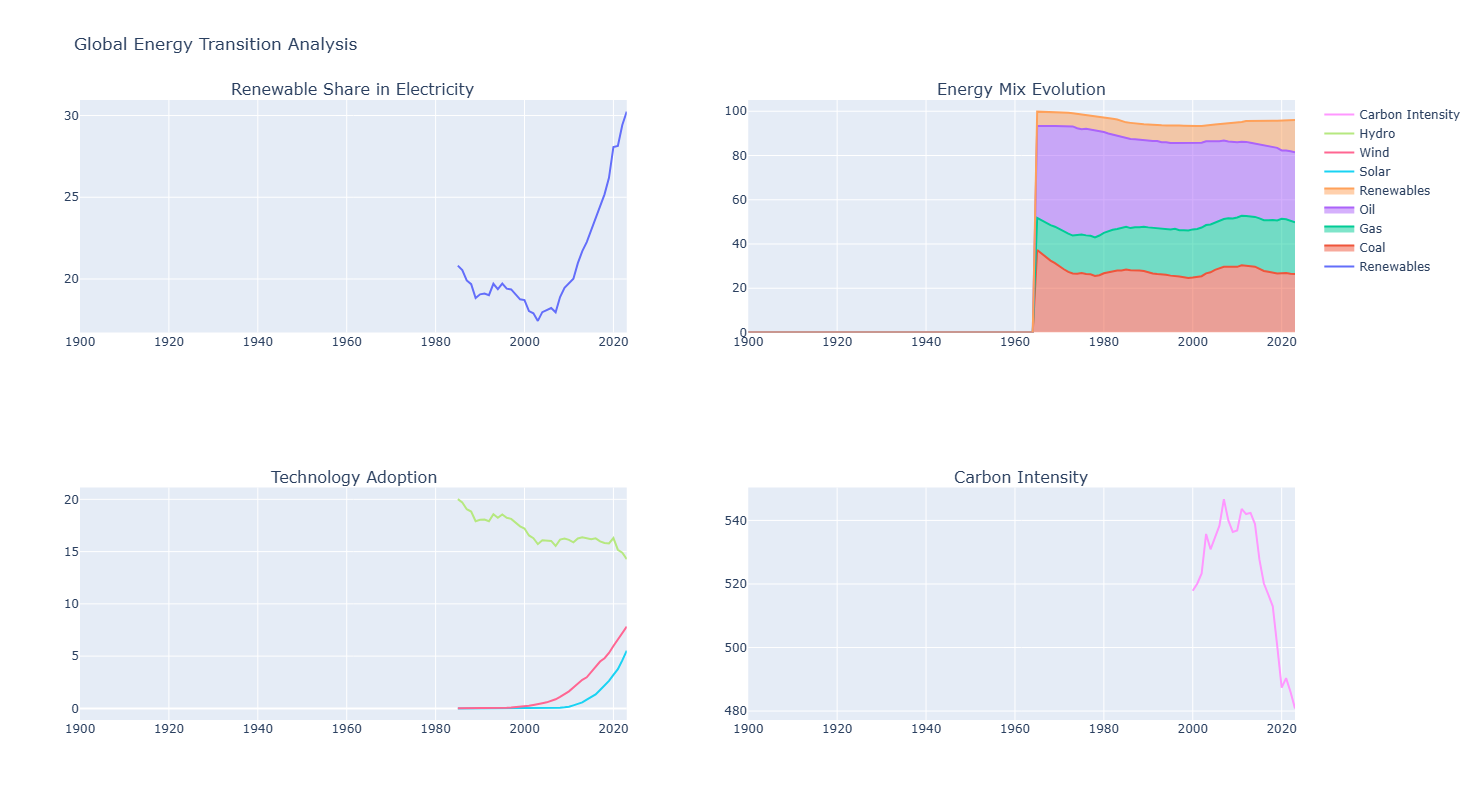 Global Energy Transition Analysis
Renewable Share in Electricity
30
25
20
1900 1920 1940 1960 1980 2000 2020
Energy Mix Evolution
100
80
60
40
20
0
1900 1920 1940 1960 1980 2000 2020
Carbon Intensity
Hydro
Wind
Solar
Renewables
Oil
Gas
Coal
Renewables
Technology Adoption
20
15
10
5
0
1900 1920 1940 1960 1980 2000 2020
Carbon Intensity
540
520
500
480
1900 1920 1940 1960 1980 2000 2020